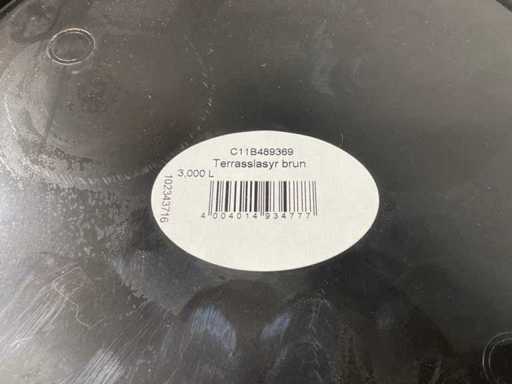 C11B489369
Terrasslasyr brun
3,000 L
102343716
4 004014 934777